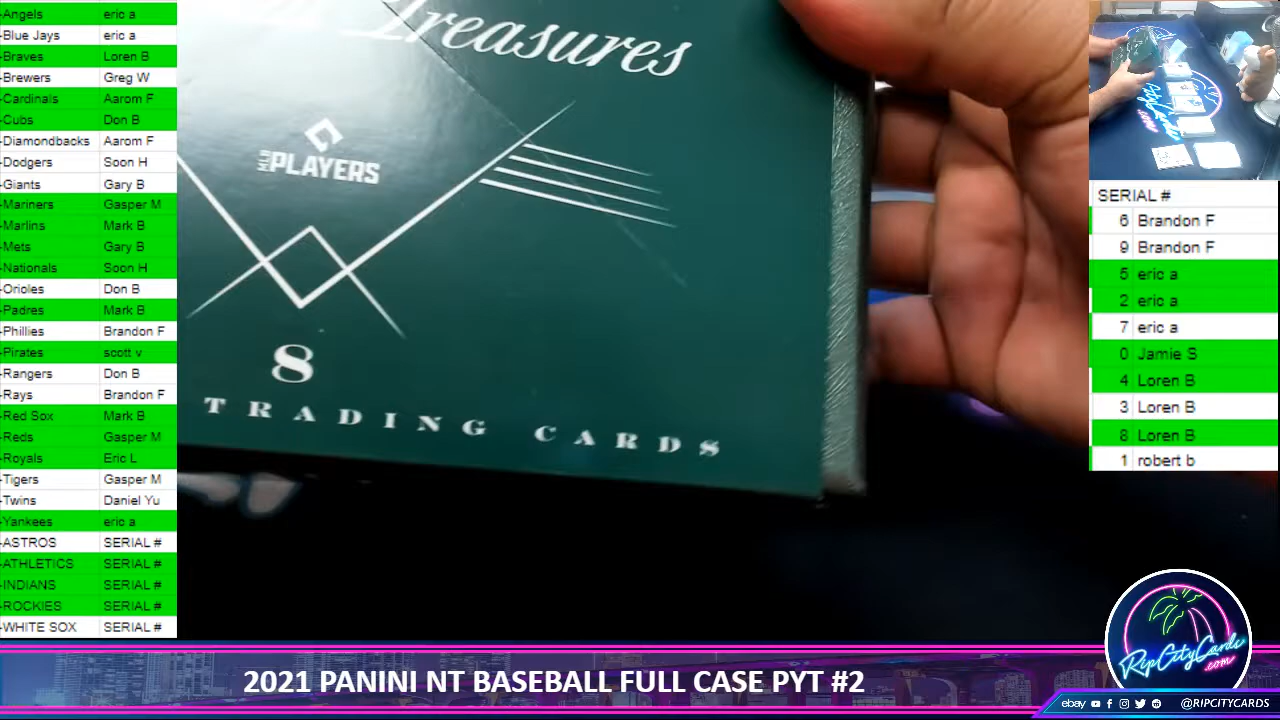 -Angels eric a
-Blue Jays eric a
-Braves Loren B
-Brewers Greg W
-Cardinals Aarom F
-Cubs Don B
-Diamondbacks Aarom F
-Dodgers Soon H
-Giants Gary B
-Mariners Gasper M
-Marlins Mark B
-Mets Gary B
-Nationals Soon H
-Orioles Don B
-Padres Mark B
-Phillies Brandon F
-Pirates scott v
-Rangers Don B
-Rays Brandon F
-Red Sox Mark B
-Reds Gasper M
-Royals Eric L
-Tigers Gasper M
-Twins Daniel Yu
-Yankees eric a
-ASTROS SERIAL #
-ATHLETICS SERIAL #
-INDIANS SERIAL #
-ROCKIES SERIAL #
-WHITE SOX SERIAL #
Treasures
MLB PLAYERS
8
TRADING CARDS
SERIAL #
6 Brandon F
9 Brandon F
5 eric a
2 eric a
7 eric a
0 Jamie S
4 Loren B
3 Loren B
8 Loren B
1 robert b
2021 PANINI NT BASEBALL FULL CASE PYT #2
RipCityCards
.com
ebay @RIPCITYCARDS